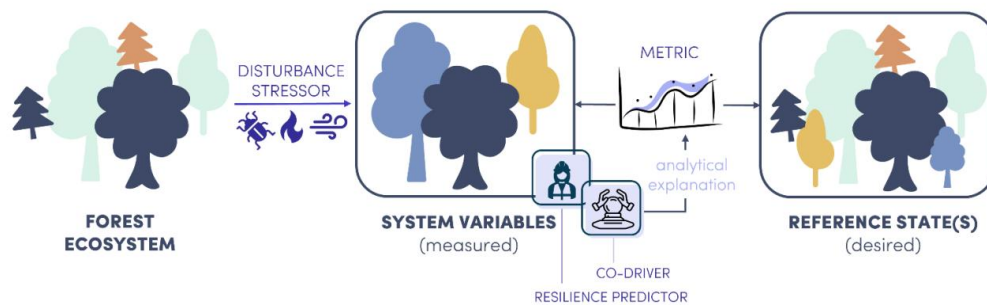 DISTURBANCE
STRESSOR
METRIC
analytical
explanation
FOREST
ECOSYSTEM
SYSTEM VARIABLES
(measured)
REFERENCE STATE(S)
(desired)
CO-DRIVER
RESILIENCE PREDICTOR